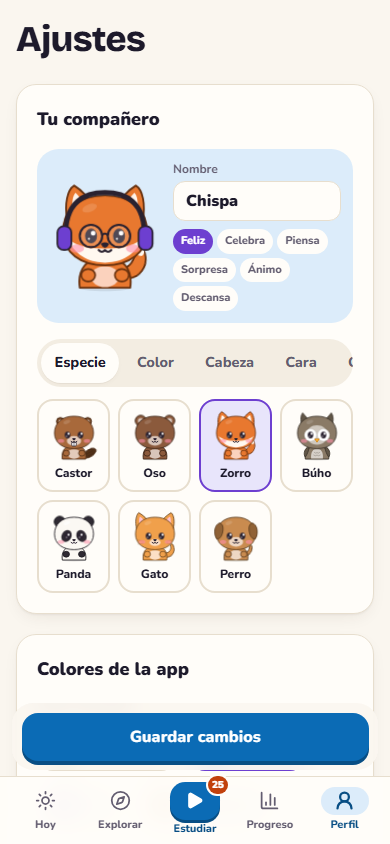 Ajustes
Tu compañero
Nombre
Chispa
Feliz Celebra Piensa
Sorpresa Ánimo
Descansa
Especie Color Cabeza Cara
Castor Oso Zorro Búho
Panda Gato Perro
Colores de la app
Guardar cambios
25
Hoy Explorar Estudiar Progreso Perfil